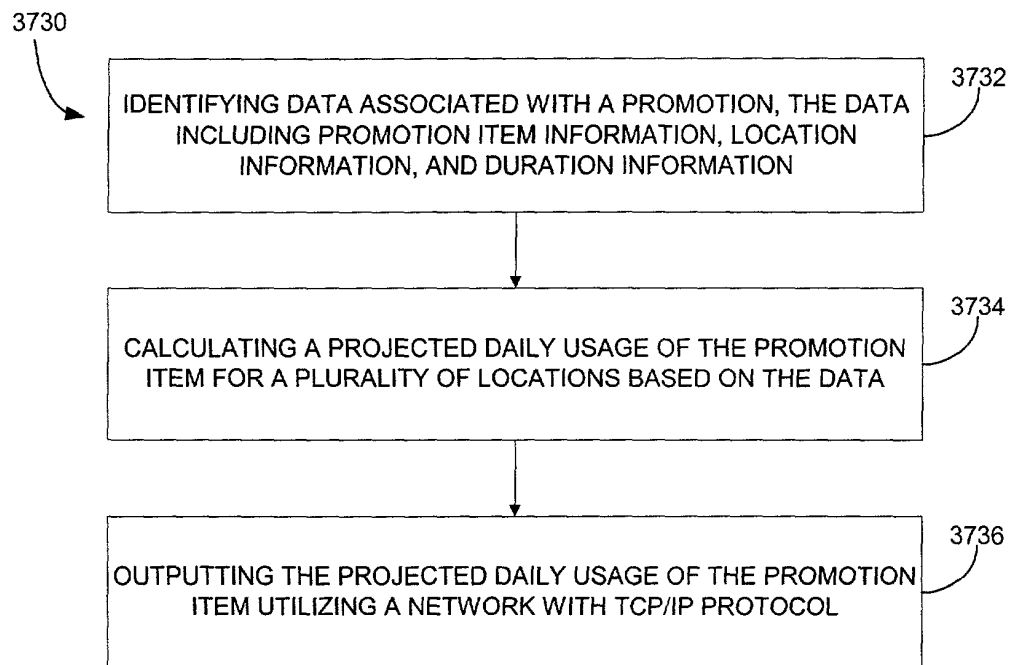 3730
3732
IDENTIFYING DATA ASSOCIATED WITH A PROMOTION, THE DATA
INCLUDING PROMOTION ITEM INFORMATION, LOCATION
INFORMATION, AND DURATION INFORMATION
3734
CALCULATING A PROJECTED DAILY USAGE OF THE PROMOTION
ITEM FOR A PLURALITY OF LOCATIONS BASED ON THE DATA
3736
OUTPUTTING THE PROJECTED DAILY USAGE OF THE PROMOTION
ITEM UTILIZING A NETWORK WITH TCP/IP PROTOCOL